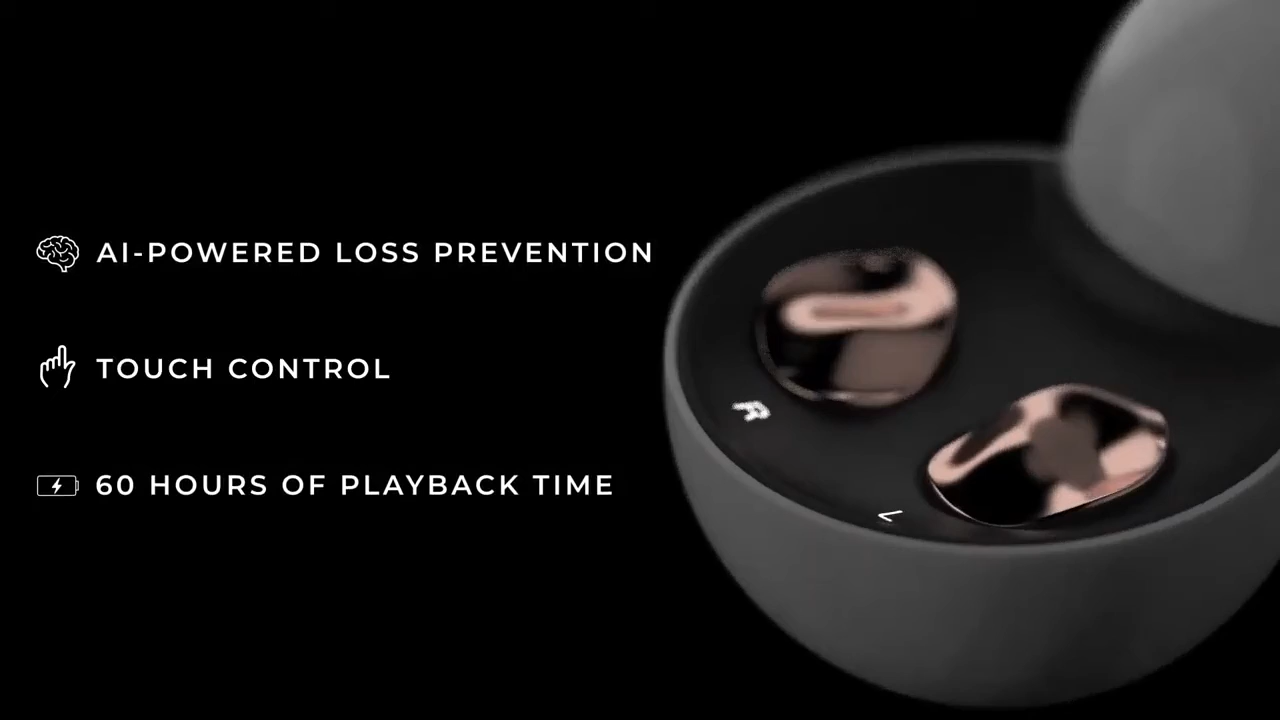 AI-POWERED LOSS PREVENTION
TOUCH CONTROL
60 HOURS OF PLAYBACK TIME
R
L